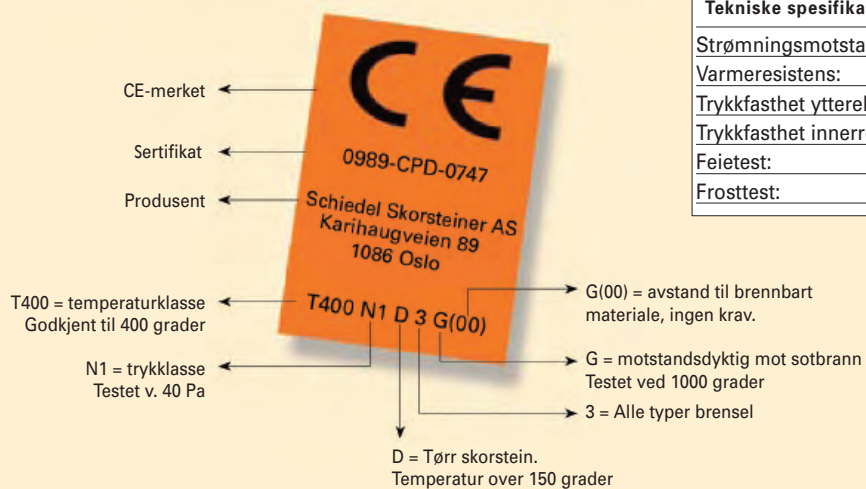 Tekniske spesifika
Strømningsmotsta
Varmeresistens:
Trykkfasthet ytterel
Trykkfasthet innerr
Feietest:
Frosttest:
CE-merket
Sertifikat
Produsent
T400 = temperaturklasse
Godkjent til 400 grader
N1 = trykklasse
Testet v. 40 Pa
CE
0989-CPD-0747
Schiedel Skorsteiner AS
Karihaugveien 89
1086 Oslo
T400 N1 D 3 G(00)
G(00) = avstand til brennbart
materiale, ingen krav.
G = motstandsdyktig mot sotbrann
Testet ved 1000 grader
3 = Alle typer brensel
D = Tørr skorstein.
Temperatur over 150 grader